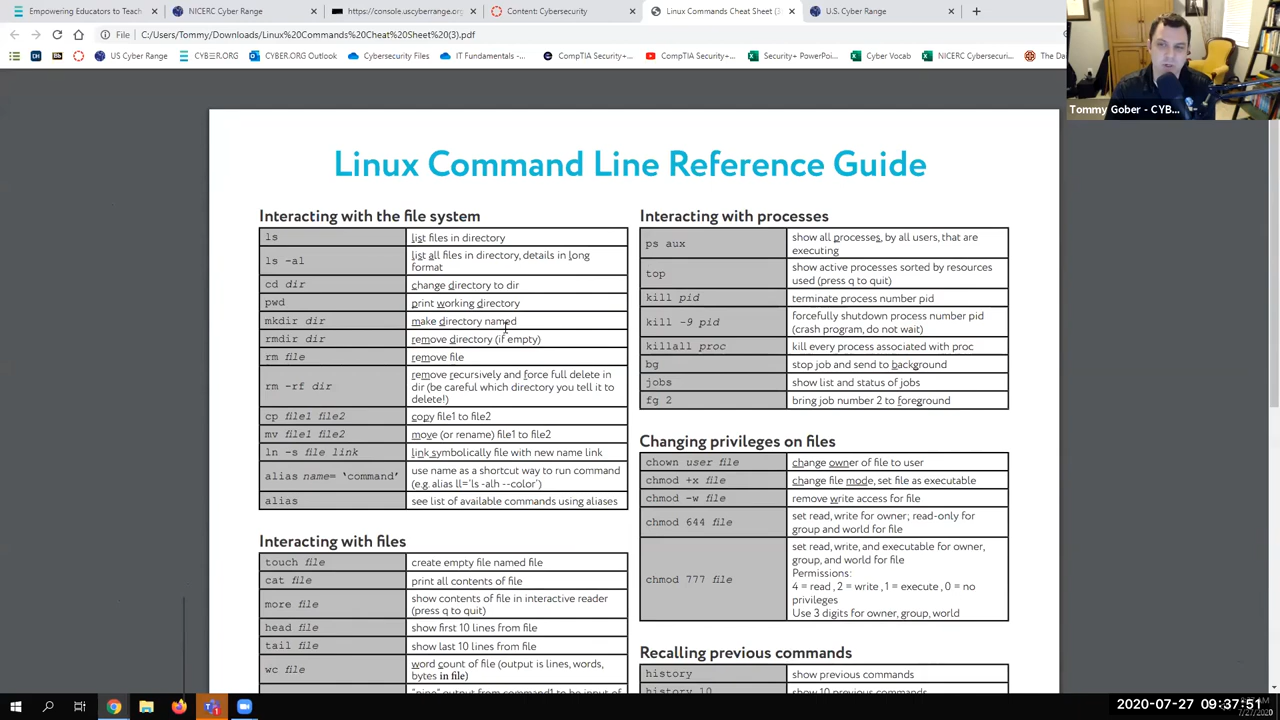 Empowering Educators to Teach
NICERC Cyber Range
https://console.uscyberrange.org
Content: Cybersecurity
Linux Commands Cheat Sheet (3)
U.S. Cyber Range
File
C:/Users/Tommy/Downloads/Linux%20Commands%20Cheat%20Sheet%20(3).pdf
US Cyber Range
CYBER.ORG
CYBER.ORG Outlook
Cybersecurity Files
IT Fundamentals -...
CompTIA Security+...
CompTIA Security+...
Security+ PowerPoi...
Cyber Vocab
NICERC Cybersecuri...
The Da
Tommy Gober - CYB...
Linux Command Line Reference Guide
Interacting with the file system
ls
list files in directory
ls -al
list all files in directory, details in long
format
cd dir
change directory to dir
pwd
print working directory
mkdir dir
make directory named
rmdir dir
remove directory (if empty)
rm file
remove file
rm -rf dir
remove recursively and force full delete in
dir (be careful which directory you tell it to
delete!)
cp file1 file2
copy file1 to file2
mv file1 file2
move (or rename) file1 to file2
ln -s file link
link symbolically file with new name link
alias name= ‘command’
use name as a shortcut way to run command
(e.g. alias ll=‘ls -alh --color’)
alias
see list of available commands using aliases
Interacting with files
touch file
create empty file named file
cat file
print all contents of file
more file
show contents of file in interactive reader
(press q to quit)
head file
show first 10 lines from file
tail file
show last 10 lines from file
wc file
word count of file (output is lines, words,
bytes in file)
"pipe" output from command1 to be input of
Interacting with processes
ps aux
show all processes, by all users, that are
executing
top
show active processes sorted by resources
used (press q to quit)
kill pid
terminate process number pid
kill -9 pid
forcefully shutdown process number pid
(crash program, do not wait)
killall proc
kill every process associated with proc
bg
stop job and send to background
jobs
show list and status of jobs
fg 2
bring job number 2 to foreground
Changing privileges on files
chown user file
change owner of file to user
chmod +x file
change file mode, set file as executable
chmod -w file
remove write access for file
chmod 644 file
set read, write for owner; read-only for
group and world for file
chmod 777 file
set read, write, and executable for owner,
group, and world for file
Permissions:
4 = read , 2 = write , 1 = execute , 0 = no
privileges
Use 3 digits for owner, group, world
Recalling previous commands
history
show previous commands
history 10
show 10 previous commands
2020-07-27 09:37:51